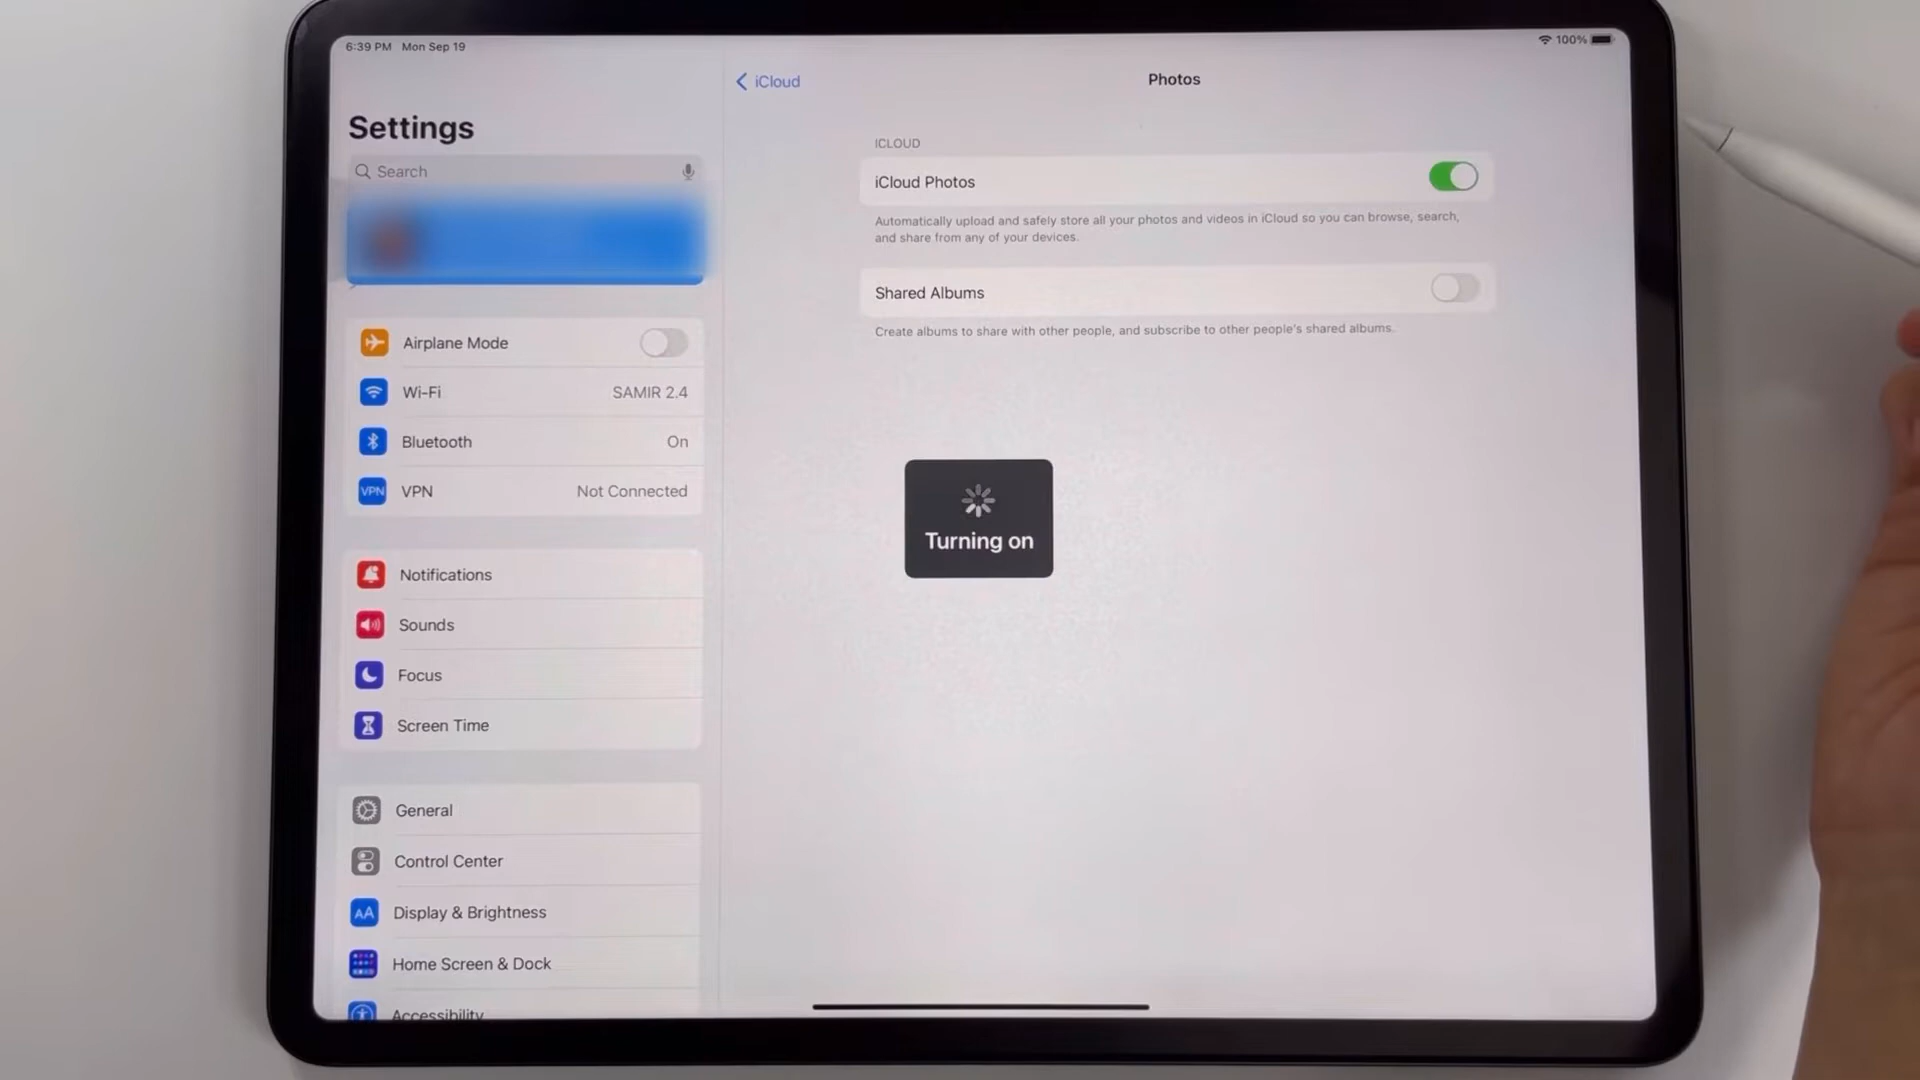 6:39 PM Mon Sep 19
100%
Settings
Search
Airplane Mode
Wi-Fi SAMIR 2.4
Bluetooth On
VPN VPN Not Connected
Notifications
Sounds
Focus
Screen Time
General
Control Center
AA Display & Brightness
Home Screen & Dock
Accessibility
iCloud
Photos
ICLOUD
iCloud Photos
Automatically upload and safely store all your photos and videos in iCloud so you can browse, search,
and share from any of your devices.
Shared Albums
Create albums to share with other people, and subscribe to other people's shared albums.
Turning on